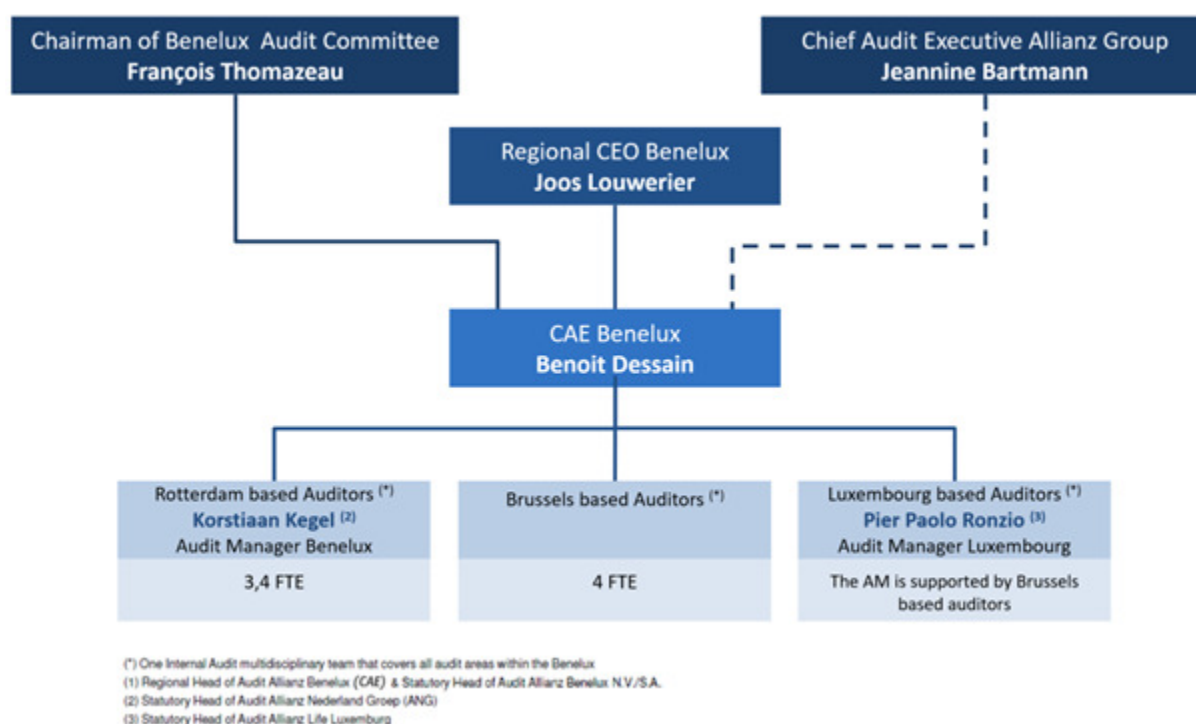 Chairman of Benelux Audit Committee
François Thomazeau
Chief Audit Executive Allianz Group
Jeannine Bartmann
Regional CEO Benelux
Joos Louwerier
CAE Benelux
Benoit Dessain
Rotterdam based Auditors (*)
Korstiaan Kegel (2)
Audit Manager Benelux
3,4 FTE
Brussels based Auditors (*)
4 FTE
Luxembourg based Auditors (*)
Pier Paolo Ronzio (3)
Audit Manager Luxembourg
The AM is supported by Brussels
based auditors
(*) One Internal Audit multidisciplinary team that covers all audit areas within the Benelux
(1) Regional Head of Audit Allianz Benelux (CAE) & Statutory Head of Audit Allianz Benelux N.V./S.A.
(2) Statutory Head of Audit Allianz Nederland Groep (ANG)
(3) Statutory Head of Audit Allianz Life Luxemburg